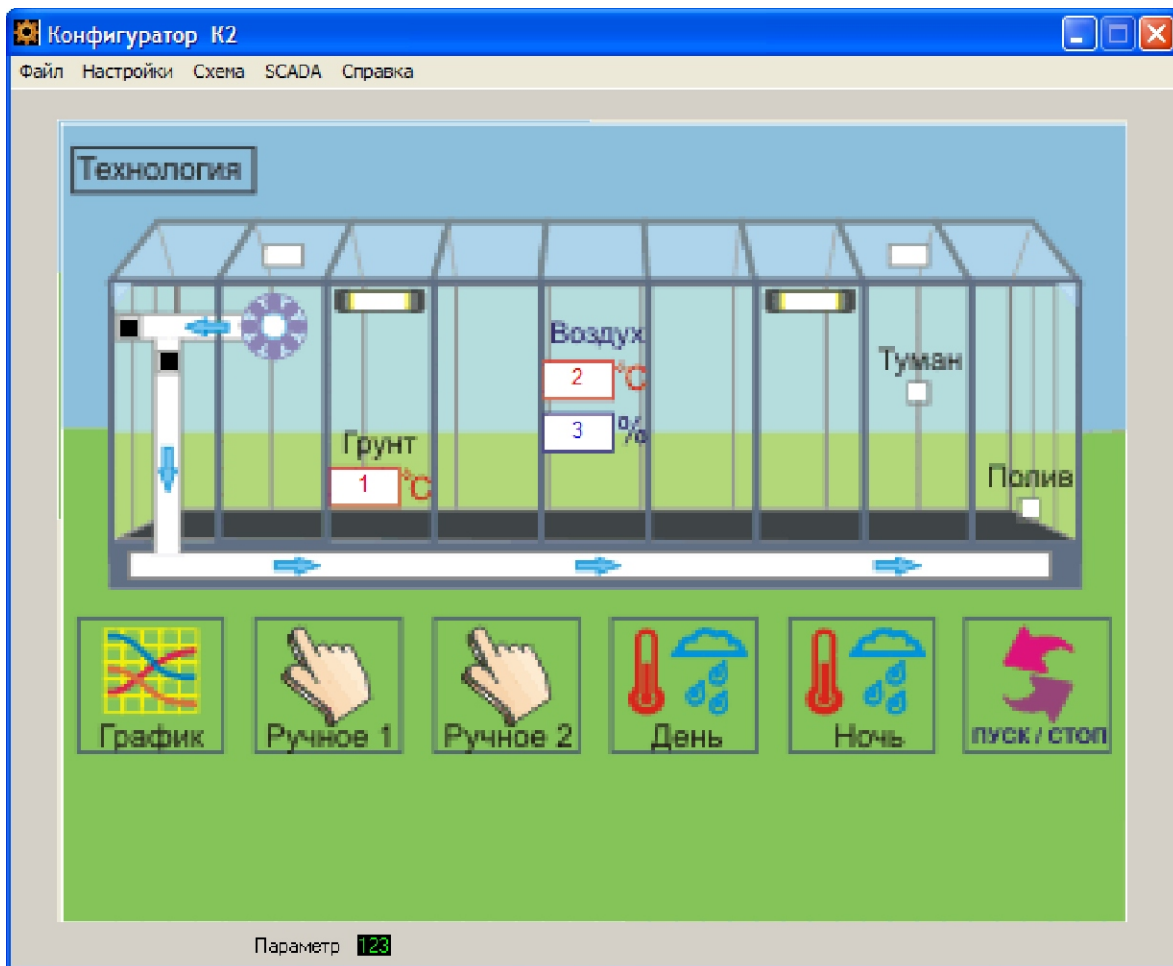 Конфигуратор К2
Файл Настройки Схема SCADA Справка
Технология
Воздух
2 °C
3 %
Туман
Грунт
1 °C
Полив
График
Ручное 1
Ручное 2
День
Ночь
ПУСК / СТОП
Параметр 123